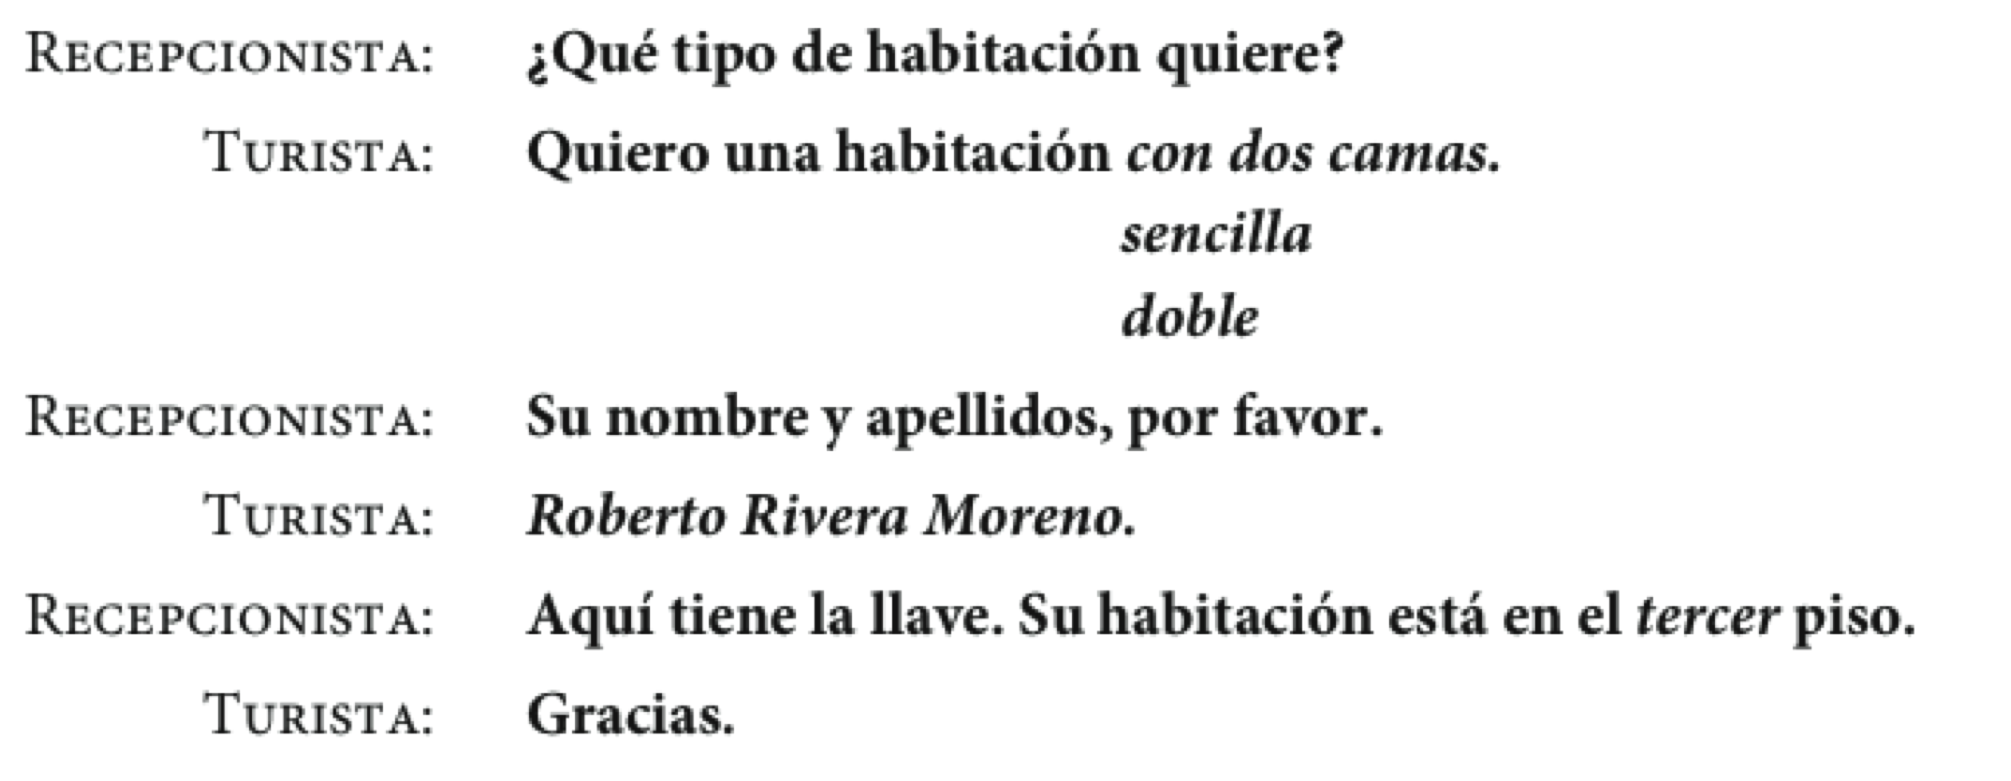 RECEPCIONISTA: ¿Qué tipo de habitación quiere?
TURISTA: Quiero una habitación con dos camas.
sencilla
doble
RECEPCIONISTA: Su nombre y apellidos, por favor.
TURISTA: Roberto Rivera Moreno.
RECEPCIONISTA: Aquí tiene la llave. Su habitación está en el tercer piso.
TURISTA: Gracias.